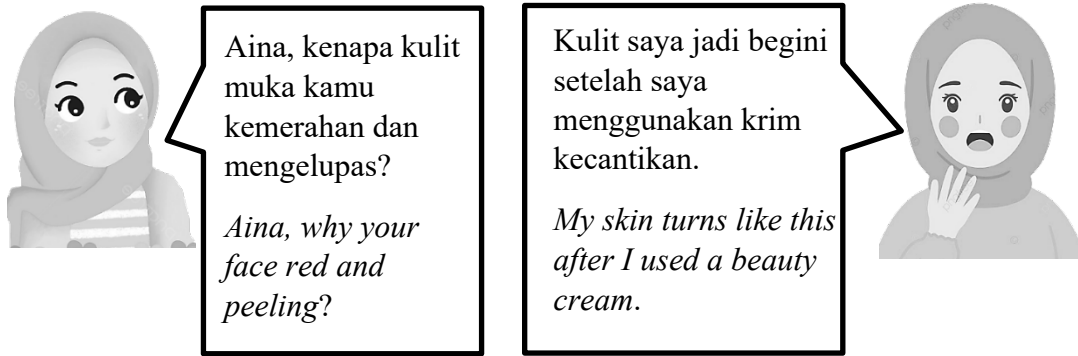 Aina, kenapa kulit
muka kamu
kemerahan dan
mengelupas?
Aina, why your
face red and
peeling?
Kulit saya jadi begini
setelah saya
menggunakan krim
kecantikan.
My skin turns like this
after I used a beauty
cream.